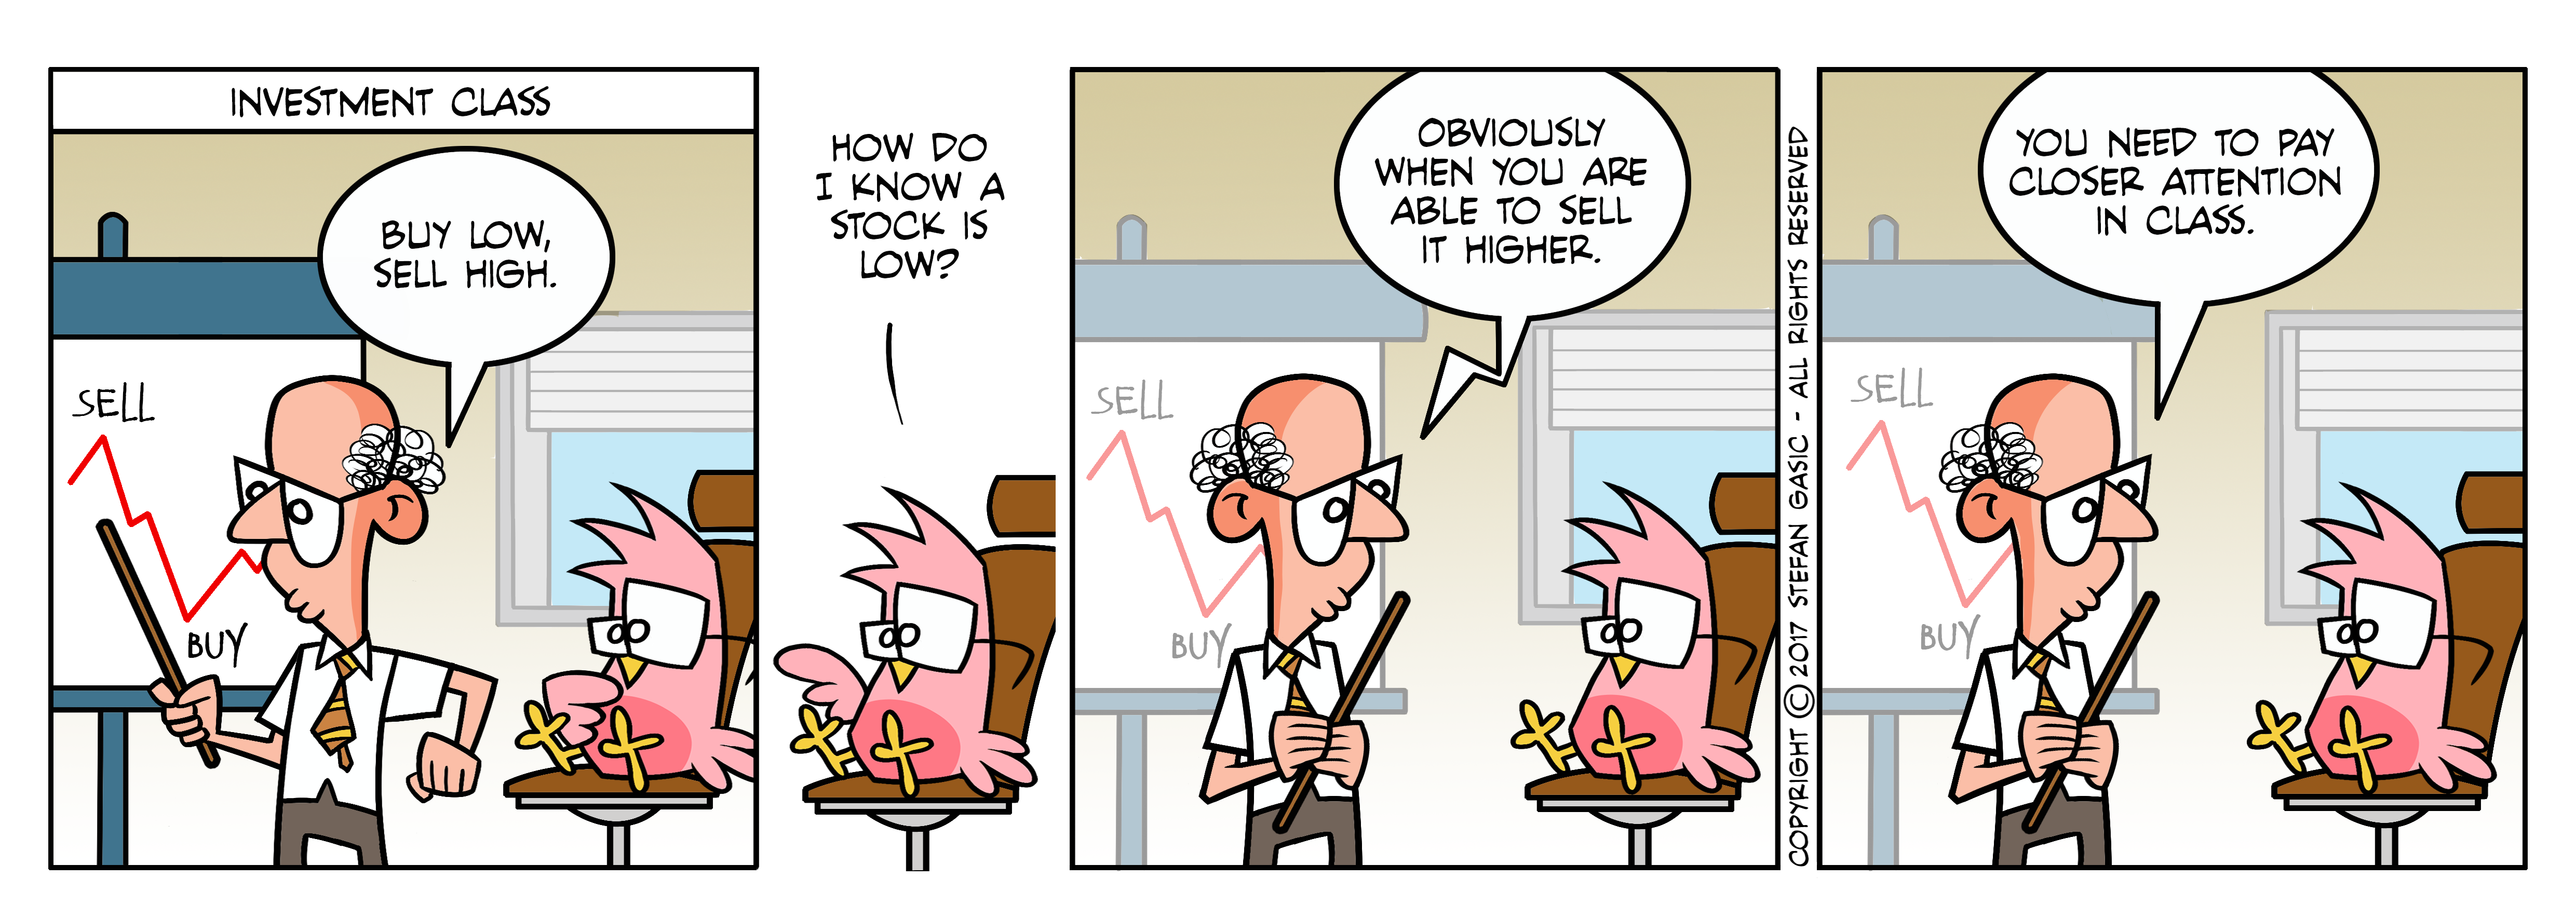 INVESTMENT CLASS
BUY LOW,
SELL HIGH.
SELL
BUY
HOW DO
I KNOW A
STOCK IS
LOW?
OBVIOUSLY
WHEN YOU ARE
ABLE TO SELL
IT HIGHER.
SELL
BUY
COPYRIGHT © 2017 STEFAN GASIC - ALL RIGHTS RESERVED
YOU NEED TO PAY
CLOSER ATTENTION
IN CLASS.
SELL
BUY